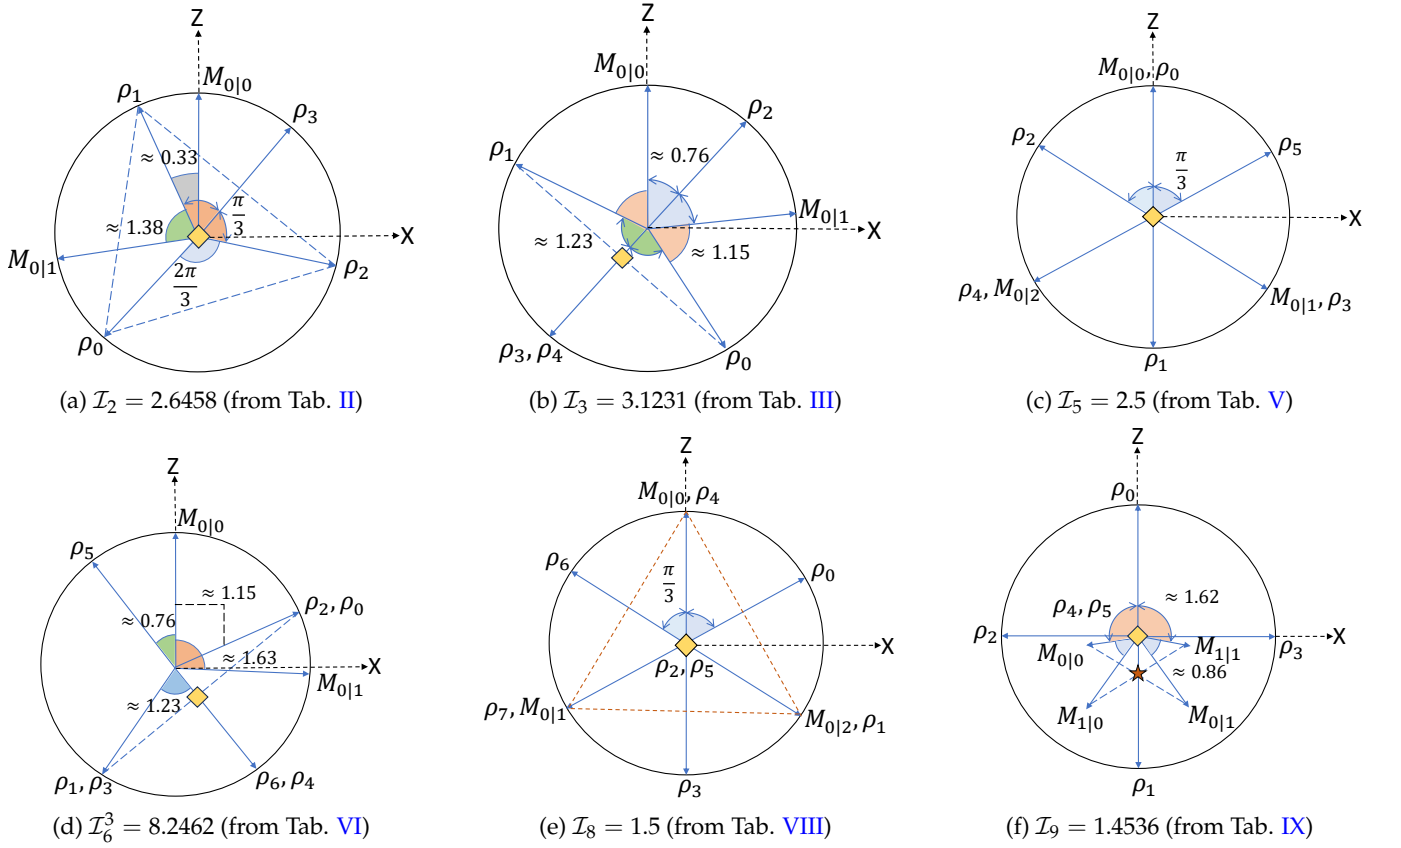 Z
M₀|₀
ρ₁
ρ₃
≈ 0.33
π/3
≈ 1.38
X
M₀|₁
2π/3
ρ₂
ρ₀
(a) 𝓘₂ = 2.6458 (from Tab. II)
Z
M₀|₀
ρ₂
ρ₁
≈ 0.76
M₀|₁
X
≈ 1.23
≈ 1.15
ρ₃, ρ₄
ρ₀
(b) 𝓘₃ = 3.1231 (from Tab. III)
Z
M₀|₀, ρ₀
ρ₂
ρ₅
π/3
X
ρ₄, M₀|₂
M₀|₁, ρ₃
ρ₁
(c) 𝓘₅ = 2.5 (from Tab. V)
Z
M₀|₀
ρ₅
≈ 1.15
ρ₂, ρ₀
≈ 0.76
≈ 1.63
X
M₀|₁
≈ 1.23
ρ₁, ρ₃
ρ₆, ρ₄
(d) 𝓘₆³ = 8.2462 (from Tab. VI)
Z
M₀|₀, ρ₄
ρ₆
π/3
ρ₀
X
ρ₂, ρ₅
ρ₇, M₀|₁
M₀|₂, ρ₁
ρ₃
(e) 𝓘₈ = 1.5 (from Tab. VIII)
Z
ρ₀
ρ₄, ρ₅
≈ 1.62
ρ₂
X
M₀|₀
M₁|₁
ρ₃
≈ 0.86
M₁|₀
M₀|₁
ρ₁
(f) 𝓘₉ = 1.4536 (from Tab. IX)